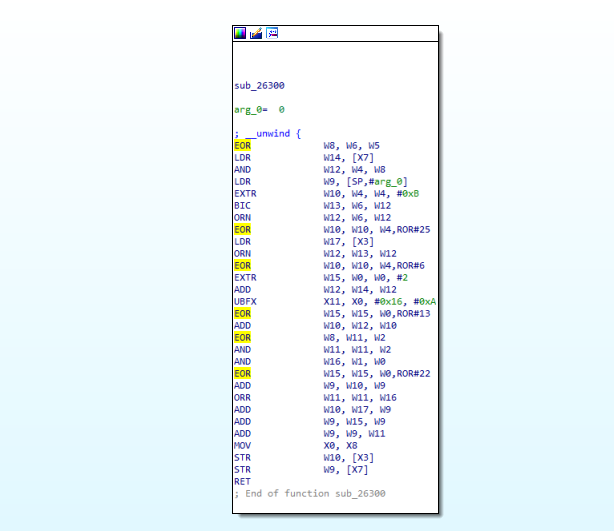 sub_26300
arg_0= 0
; __unwind {
EOR W8, W6, W5
LDR W14, [X7]
AND W12, W4, W8
LDR W9, [SP,#arg_0]
EXTR W10, W4, W4, #0xB
BIC W13, W6, W12
ORN W12, W6, W12
EOR W10, W10, W4,ROR#25
LDR W17, [X3]
ORN W12, W13, W12
EOR W10, W10, W4,ROR#6
EXTR W15, W0, W0, #2
ADD W12, W14, W12
UBFX X11, X0, #0x16, #0xA
EOR W15, W15, W0,ROR#13
ADD W10, W12, W10
EOR W8, W11, W2
AND W11, W11, W2
AND W16, W1, W0
EOR W15, W15, W0,ROR#22
ADD W9, W10, W9
ORR W11, W11, W16
ADD W10, W17, W9
ADD W9, W15, W9
ADD W9, W9, W11
MOV X0, X8
STR W10, [X3]
STR W9, [X7]
RET
; End of function sub_26300